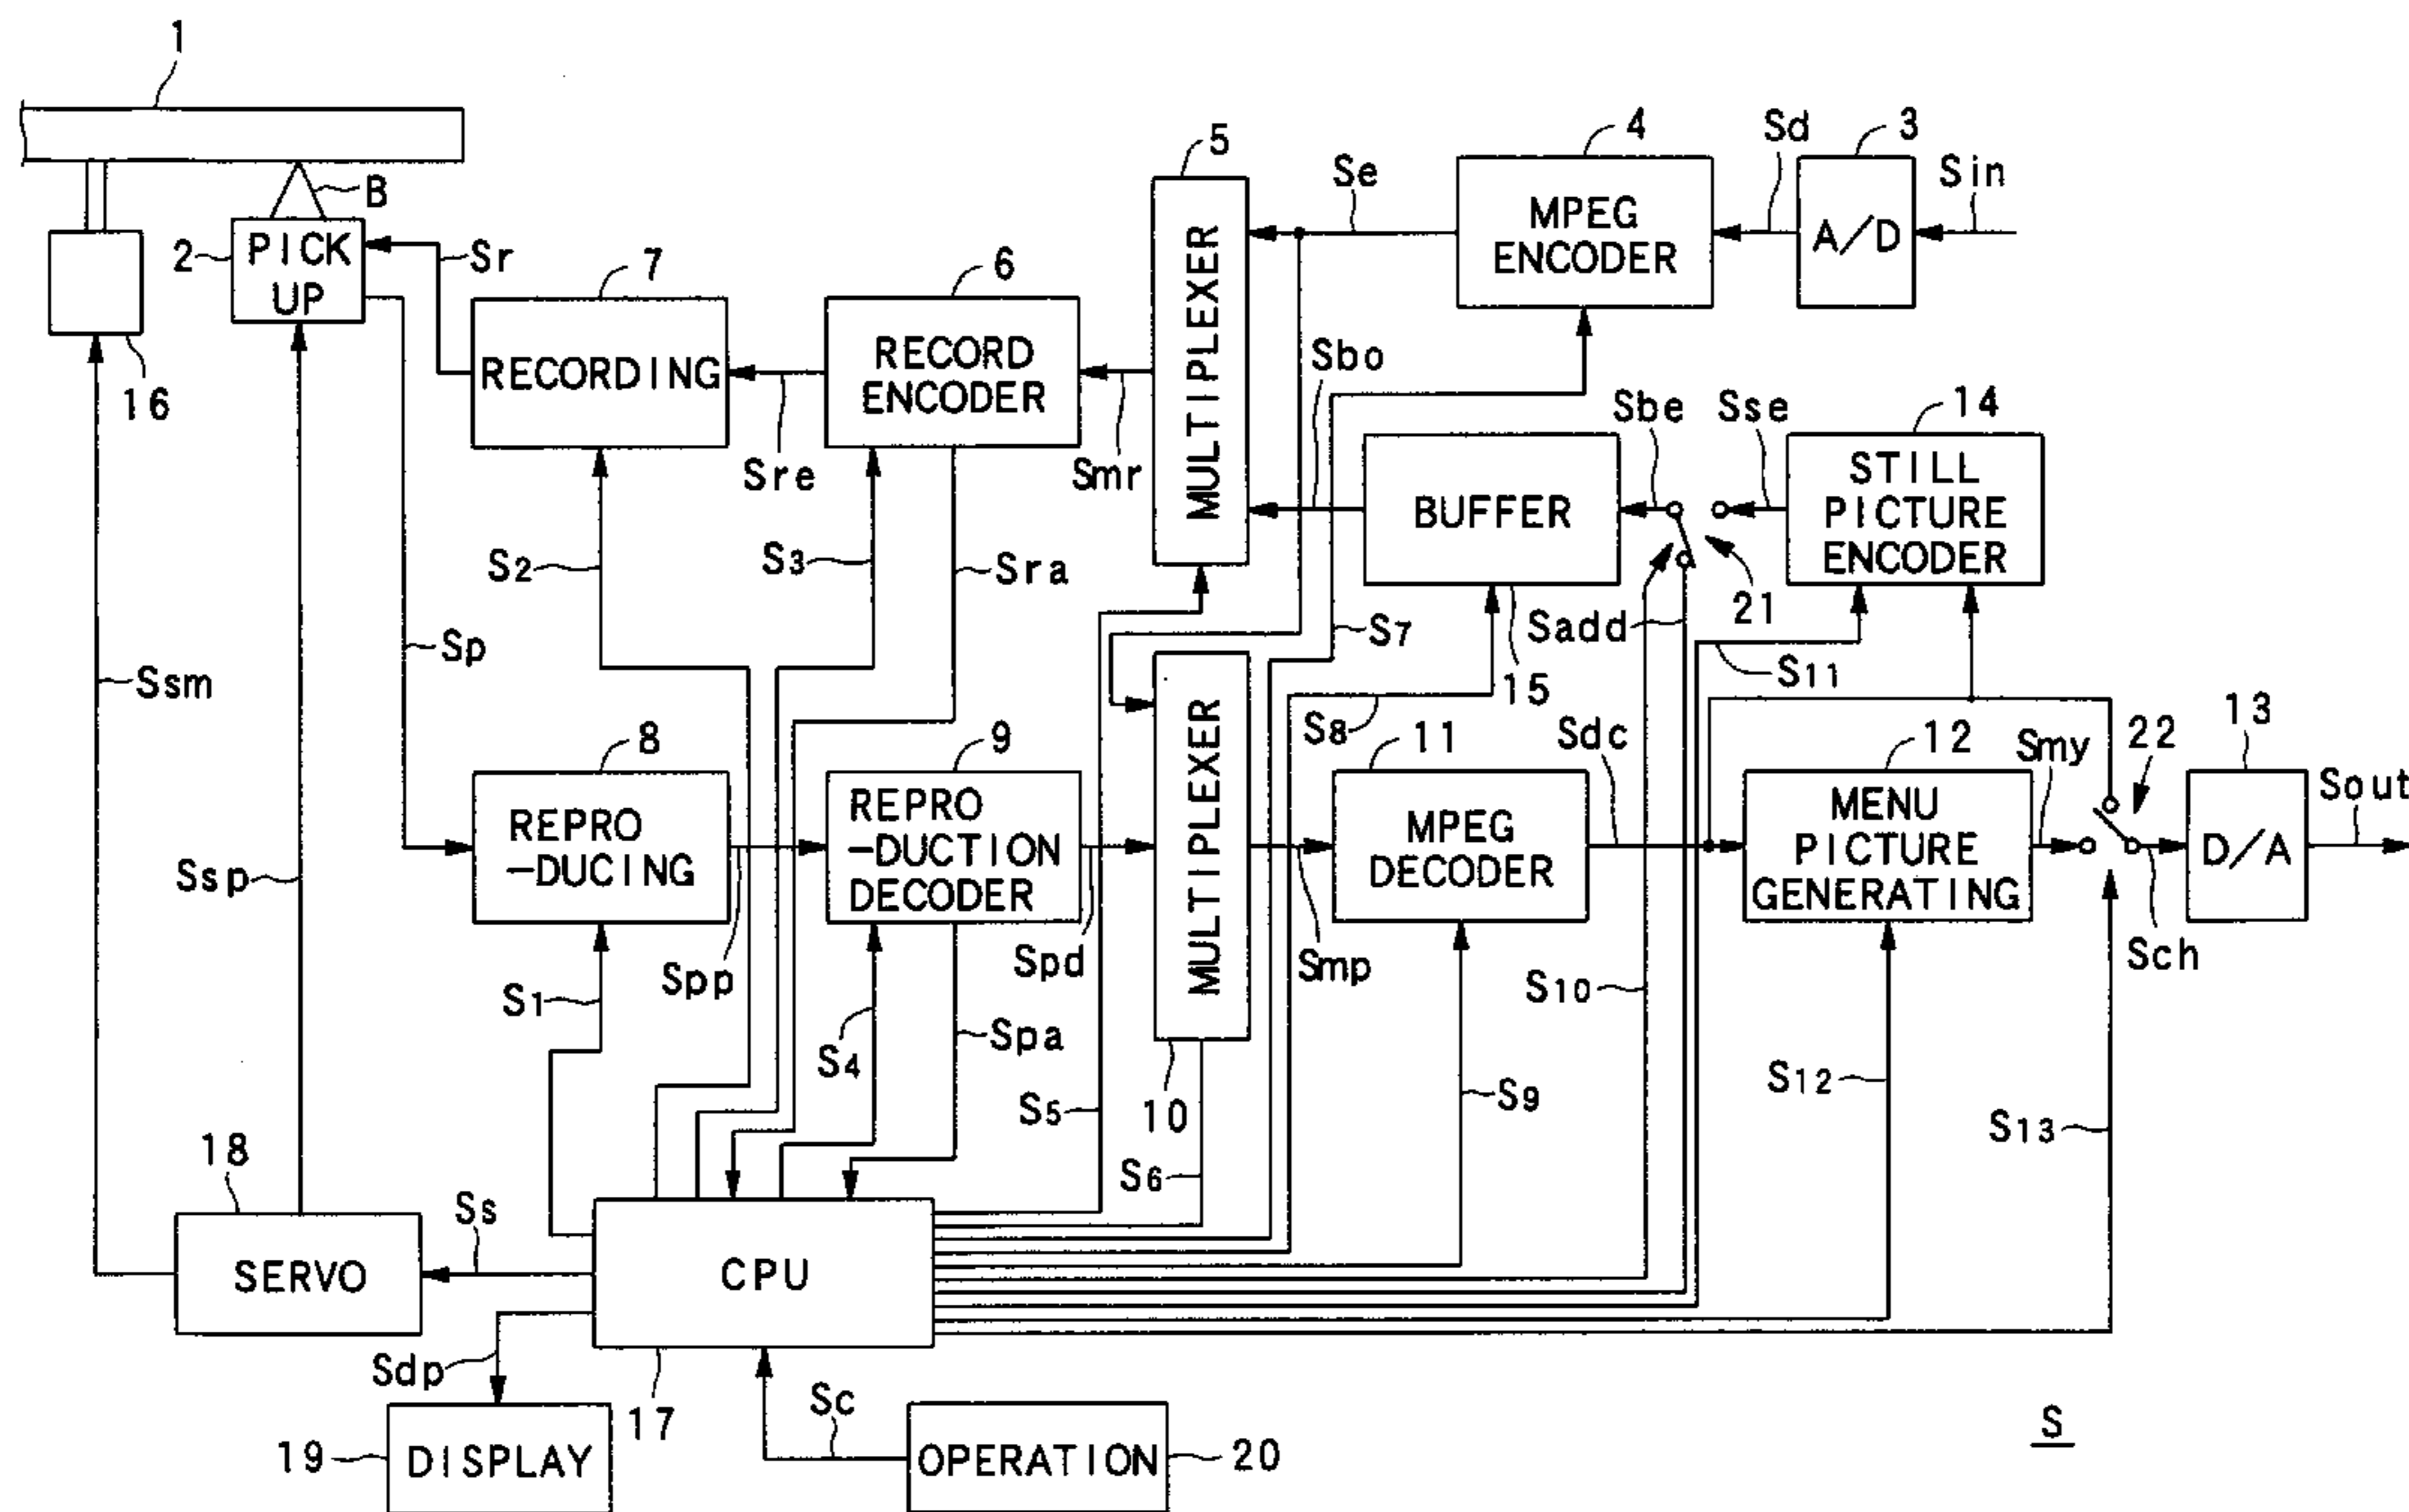 1
B
2
PICK
UP
Sr
16
Ssm
Ssp
Sp
7
RECORDING
Sre
6
RECORD
ENCODER
Smr
5
MULTIPLEXER
Se
4
MPEG
ENCODER
Sd
3
A/D
Sin
Sbo
BUFFER
15
Sbe
Sse
14
STILL
PICTURE
ENCODER
21
Sadd
S11
S2
S3
Sra
S7
S8
8
REPRO
-DUCING
Spp
9
REPRO
-DUCTION
DECODER
Spd
MULTIPLEXER
10
Smp
11
MPEG
DECODER
Sdc
12
MENU
PICTURE
GENERATING
Smy
22
Sch
13
D/A
Sout
S1
S4
Spa
S5
S6
S9
S10
S12
S13
18
SERVO
Ss
CPU
17
Sdp
19
DISPLAY
Sc
OPERATION
20
S